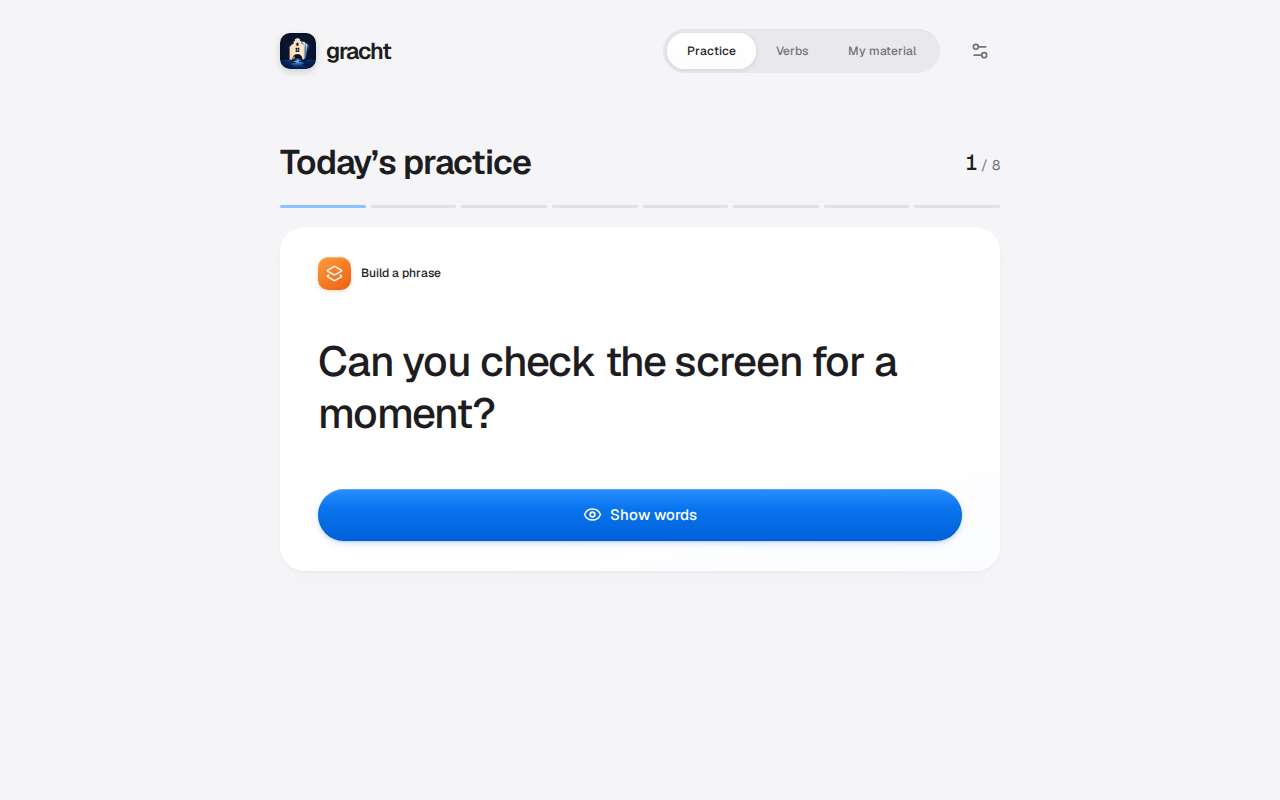 gracht
Practice
Verbs
My material
Today’s practice
1 / 8
Build a phrase
Can you check the screen for a
moment?
Show words